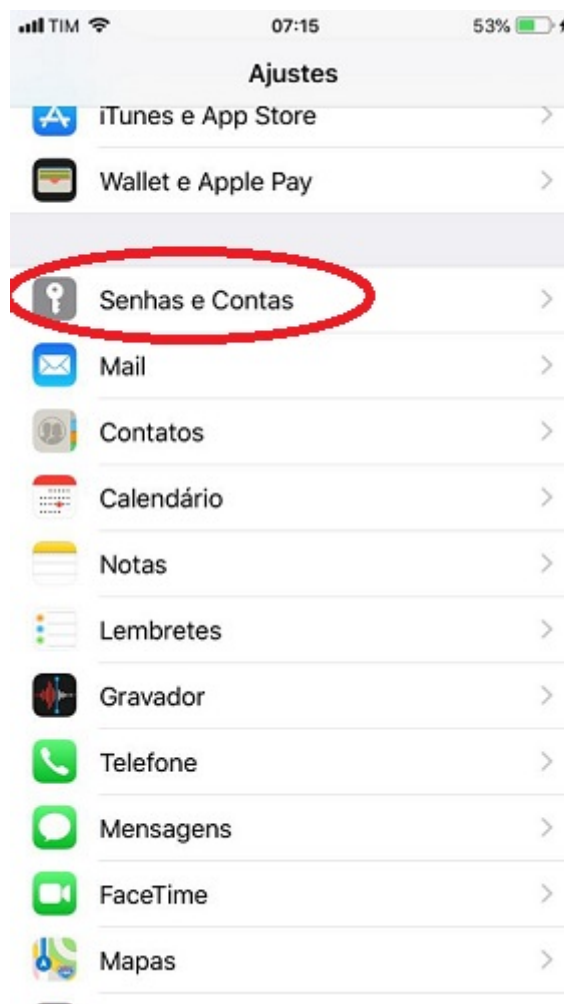 TIM 07:15 53%
Ajustes
iTunes e App Store
Wallet e Apple Pay
Senhas e Contas
Mail
Contatos
Calendário
Notas
Lembretes
Gravador
Telefone
Mensagens
FaceTime
Mapas